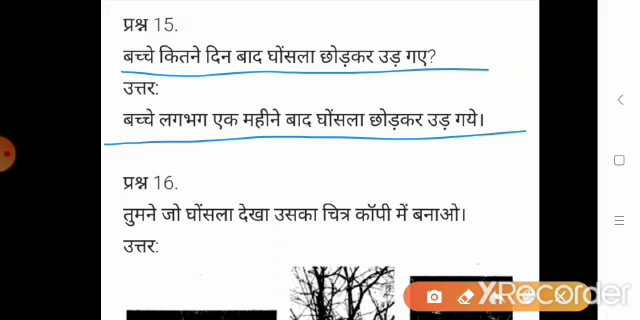 प्रश्न 15.
बच्चे कितने दिन बाद घोंसला छोड़कर उड़ गए?
उत्तर:
बच्चे लगभग एक महीने बाद घोंसला छोड़कर उड़ गये।
प्रश्न 16.
तुमने जो घोंसला देखा उसका चित्र कॉपी में बनाओ।
उत्तर:
XRecorder